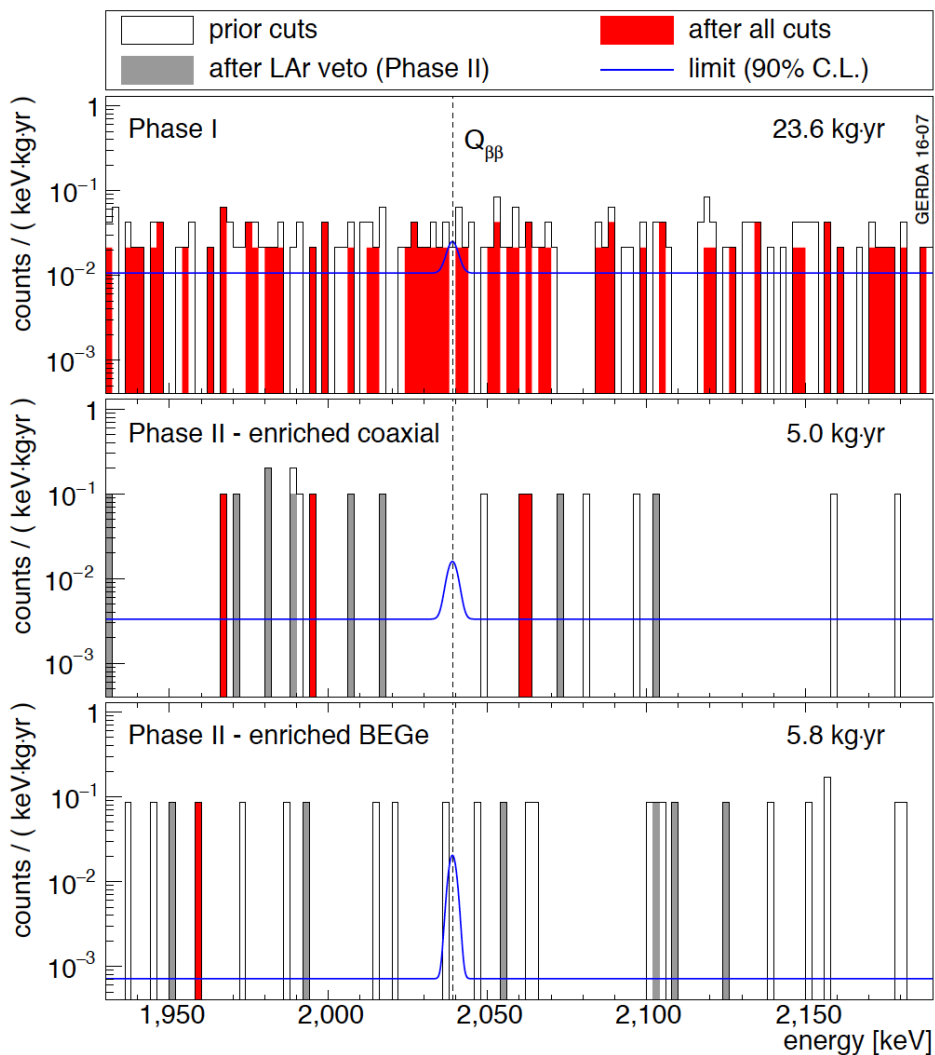 prior cuts
after all cuts
after LAr veto (Phase II)
limit (90% C.L.)
Phase I
23.6 kg·yr
Qββ
GERDA 16-07
counts / ( keV·kg·yr)
1
10⁻¹
10⁻²
10⁻³
Phase II - enriched coaxial
5.0 kg·yr
counts / ( keV·kg·yr)
1
10⁻¹
10⁻²
10⁻³
Phase II - enriched BEGe
5.8 kg·yr
counts / ( keV·kg·yr)
1
10⁻¹
10⁻²
10⁻³
1,950 2,000 2,050 2,100 2,150
energy [keV]